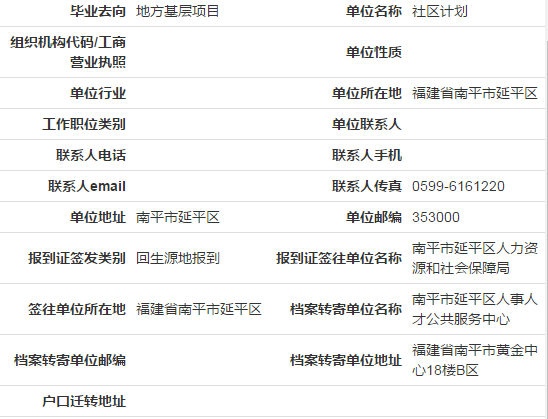 毕业去向 地方基层项目 单位名称 社区计划
组织机构代码/工商
营业执照 单位性质
单位行业 单位所在地 福建省南平市延平区
工作职位类别 单位联系人
联系人电话 联系人手机
联系人email 联系人传真 0599-6161220
单位地址 南平市延平区 单位邮编 353000
报到证签发类别 回生源地报到 报到证签往单位名称 南平市延平区人力资
源和社会保障局
签往单位所在地 福建省南平市延平区 档案转寄单位名称 南平市延平区人事人
才公共服务中心
档案转寄单位邮编 档案转寄单位地址 福建省南平市黄金中
心18楼B区
户口迁转地址